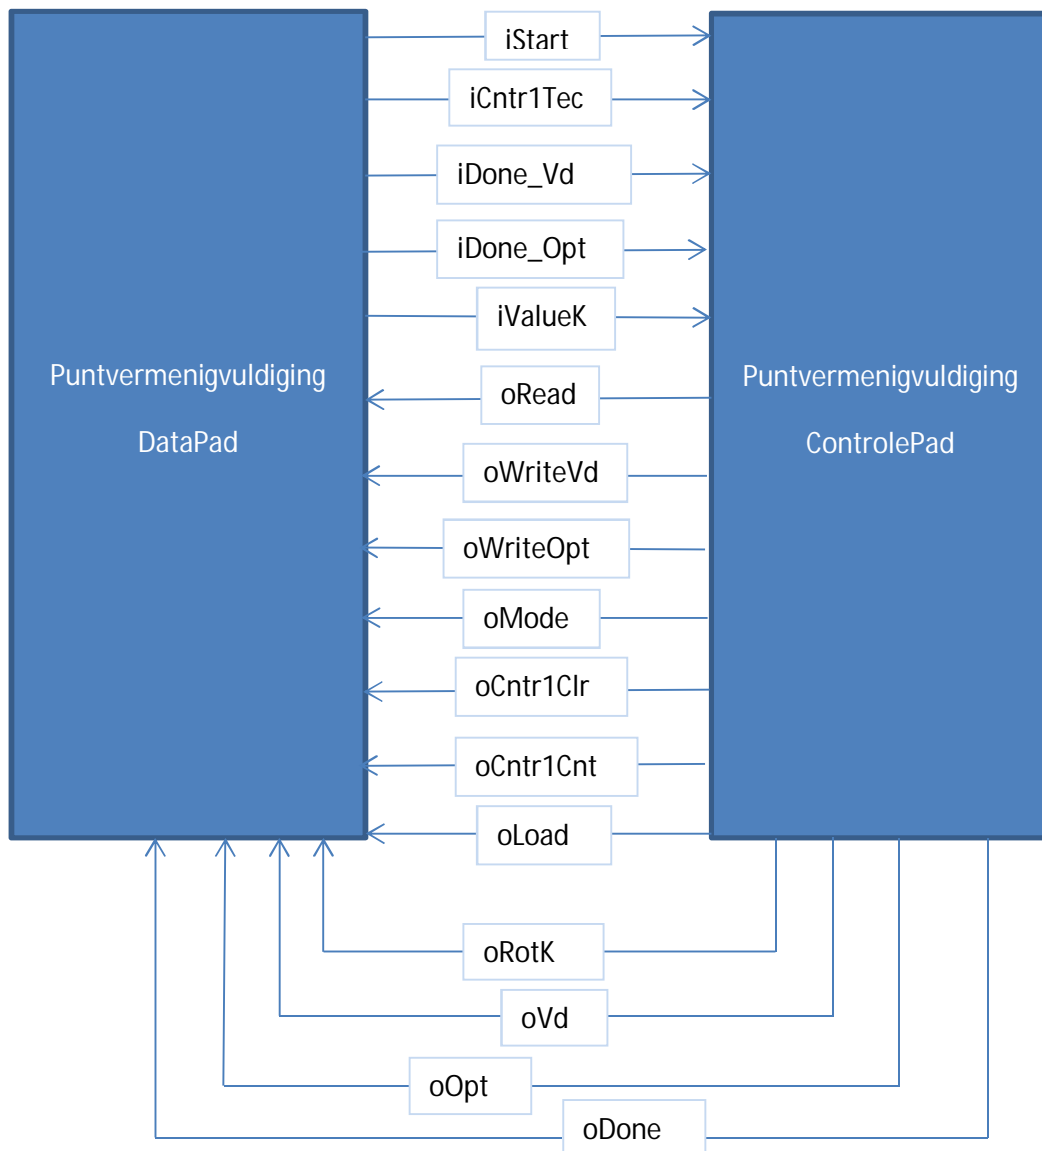 iStart
iCntr1Tec
iDone_Vd
iDone_Opt
iValueK
Puntvermenigvuldiging
DataPad
Puntvermenigvuldiging
ControlePad
oRead
oWriteVd
oWriteOpt
oMode
oCntr1Clr
oCntr1Cnt
oLoad
oRotK
oVd
oOpt
oDone